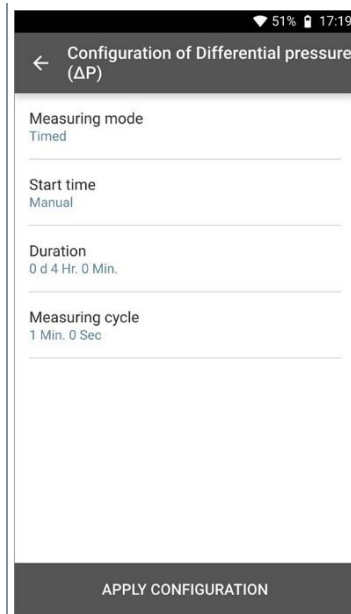 51% 17:19
Configuration of Differential pressure
(ΔP)
Measuring mode
Timed
Start time
Manual
Duration
0 d 4 Hr. 0 Min.
Measuring cycle
1 Min. 0 Sec
APPLY CONFIGURATION